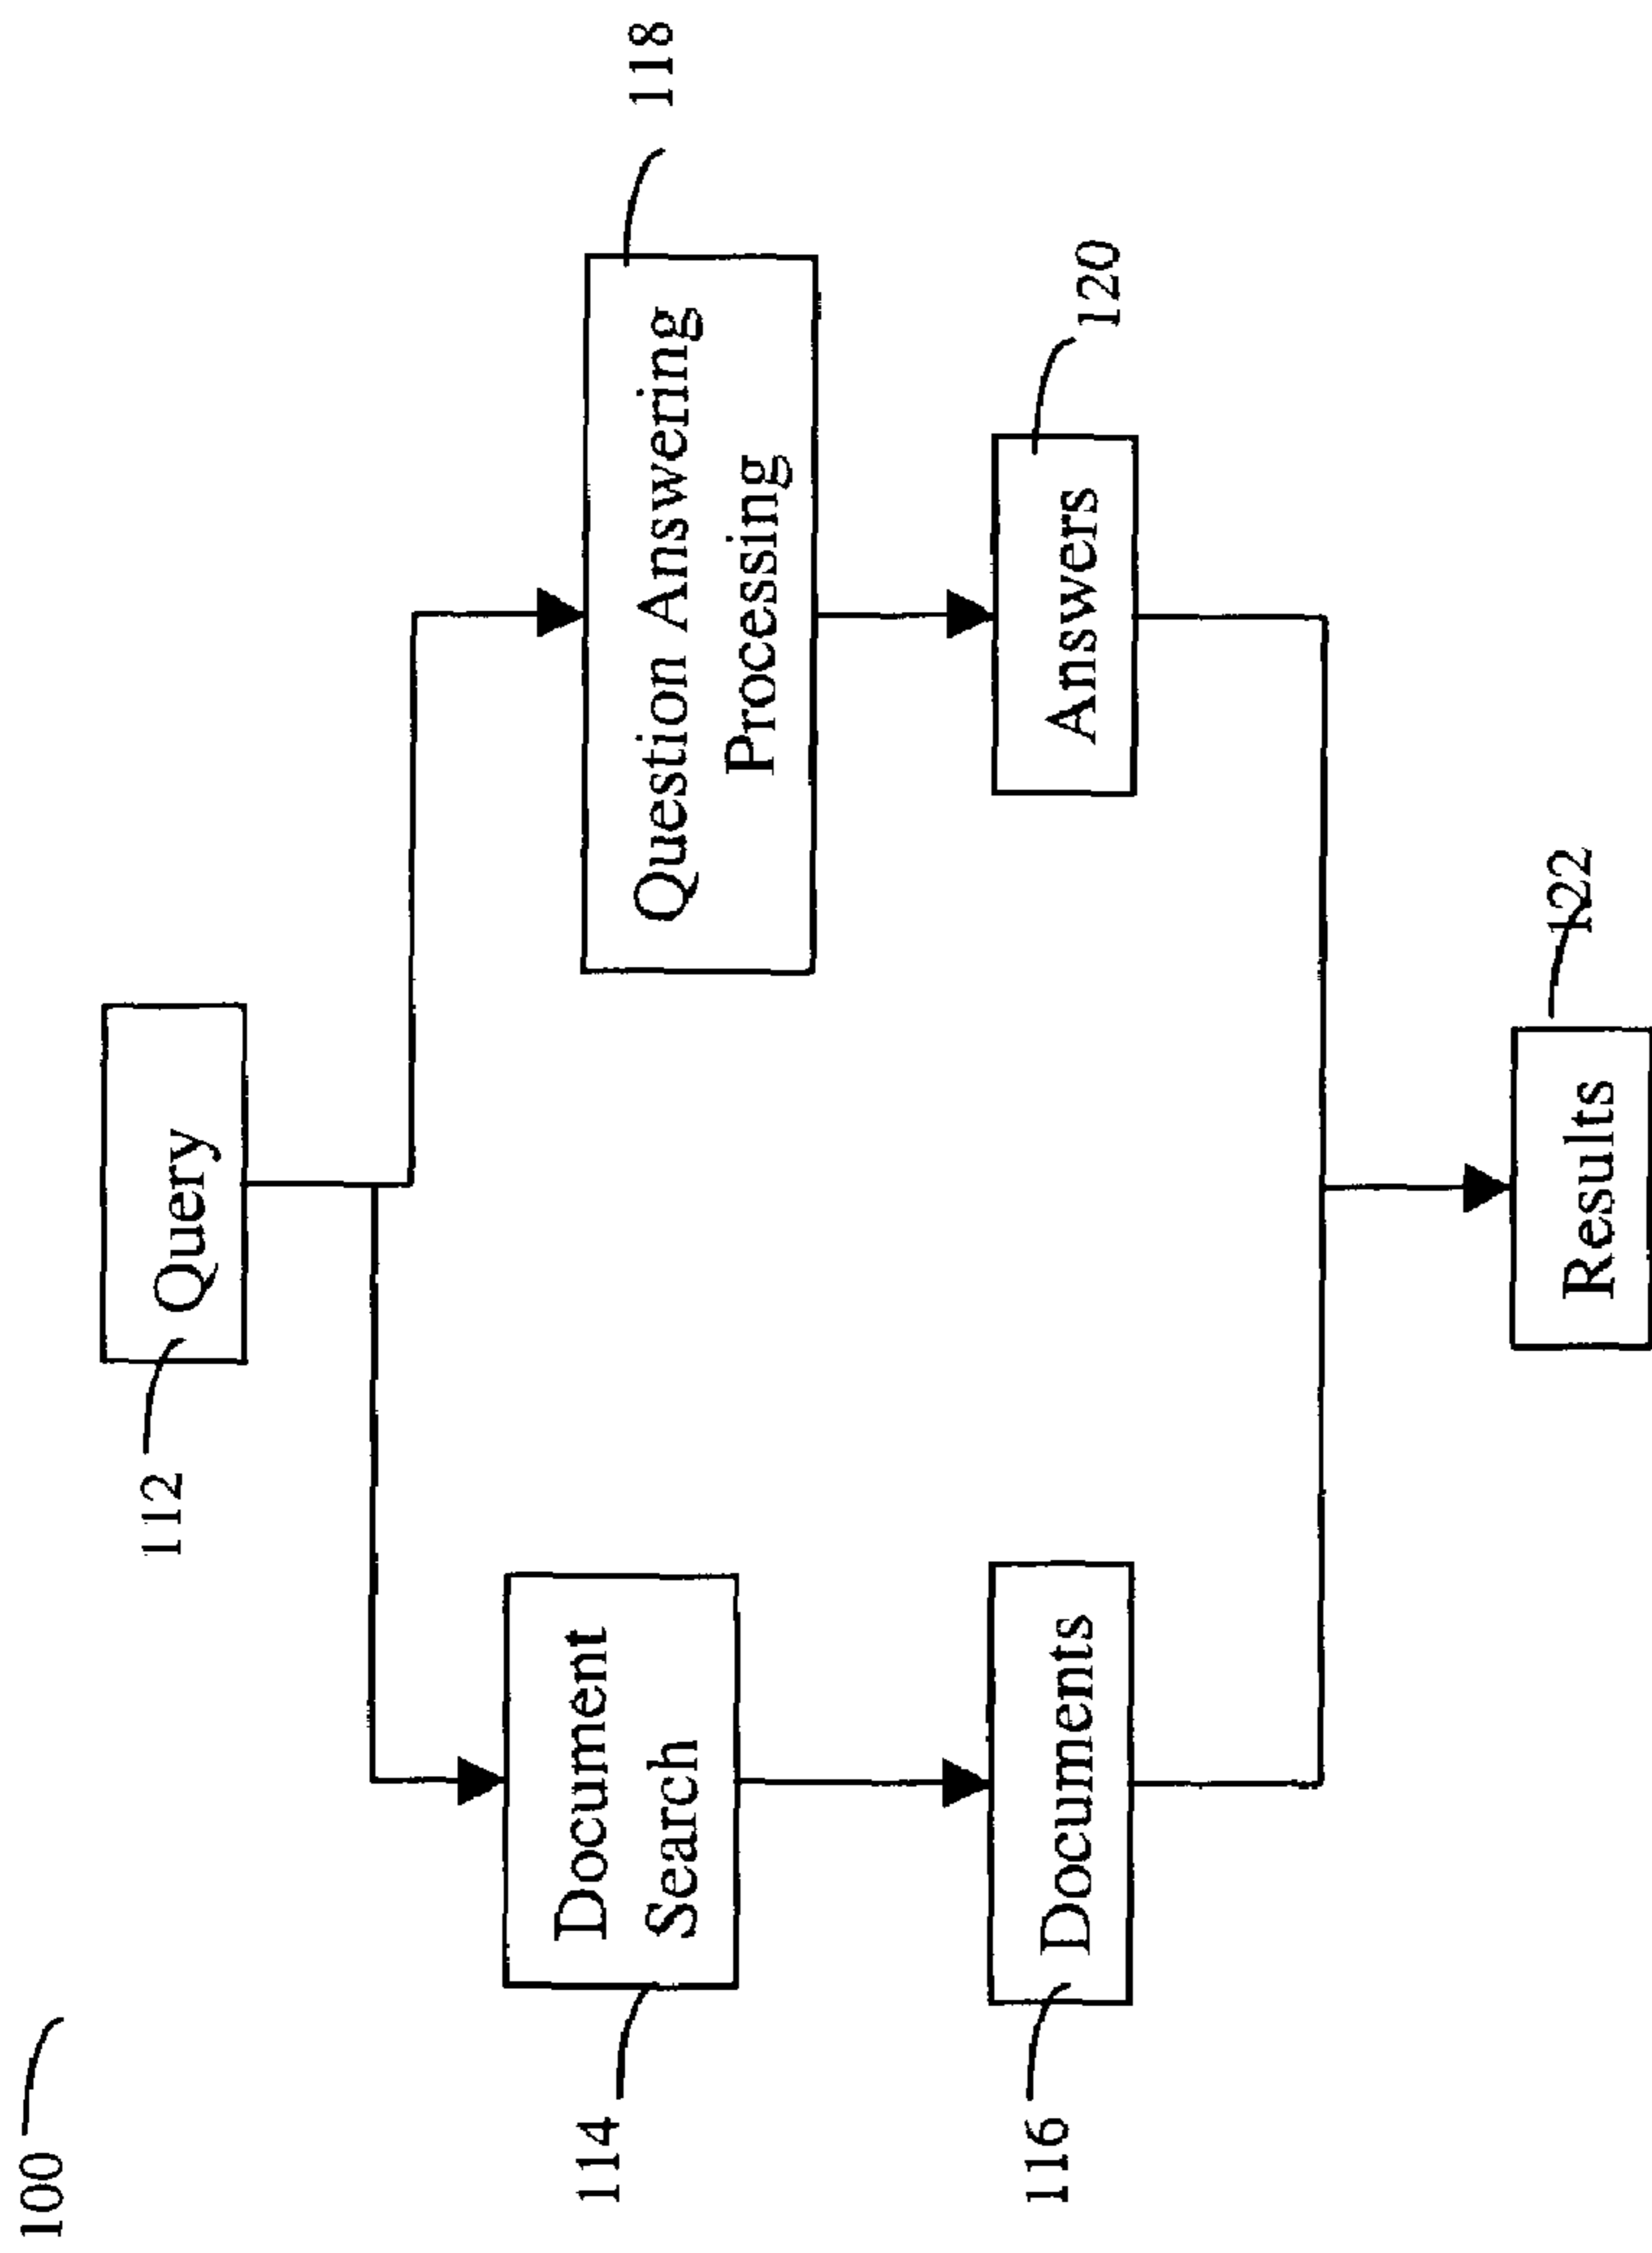 100
112
Query
114
Document
Search
118
Question Answering
Processing
116
Documents
120
Answers
122
Results